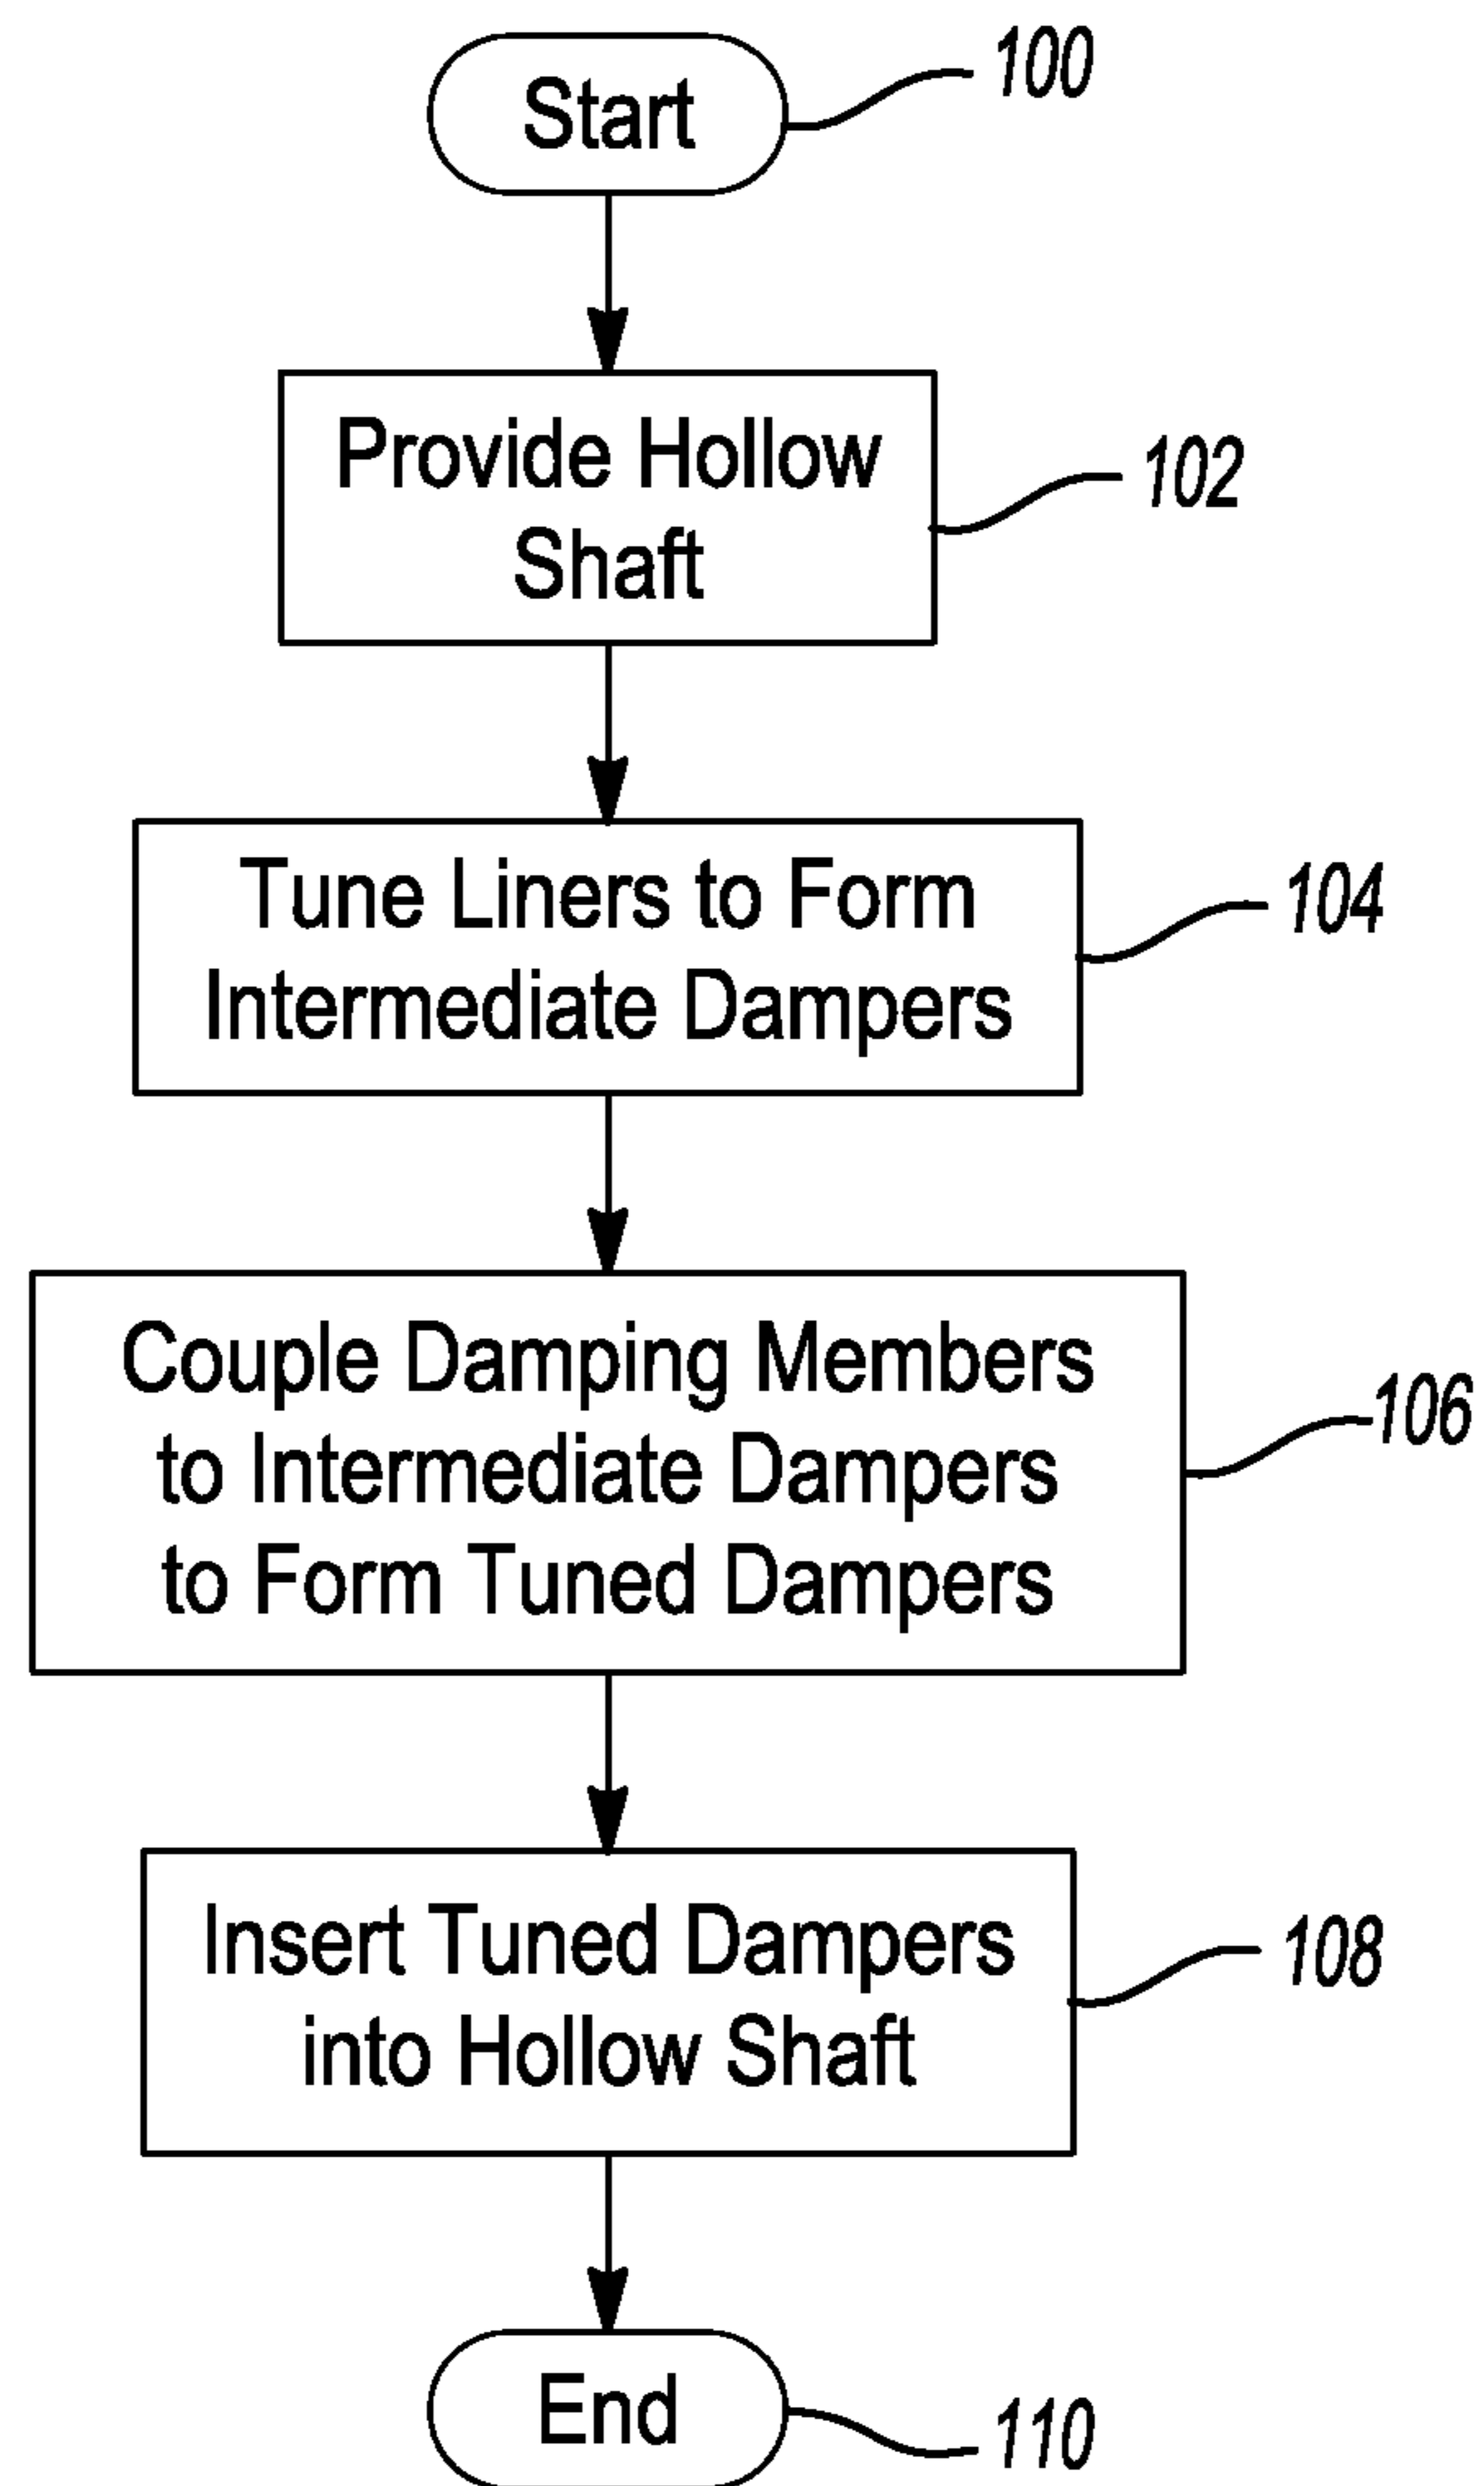 Start
100
Provide Hollow
Shaft
102
Tune Liners to Form
Intermediate Dampers
104
Couple Damping Members
to Intermediate Dampers
to Form Tuned Dampers
106
Insert Tuned Dampers
into Hollow Shaft
108
End
110